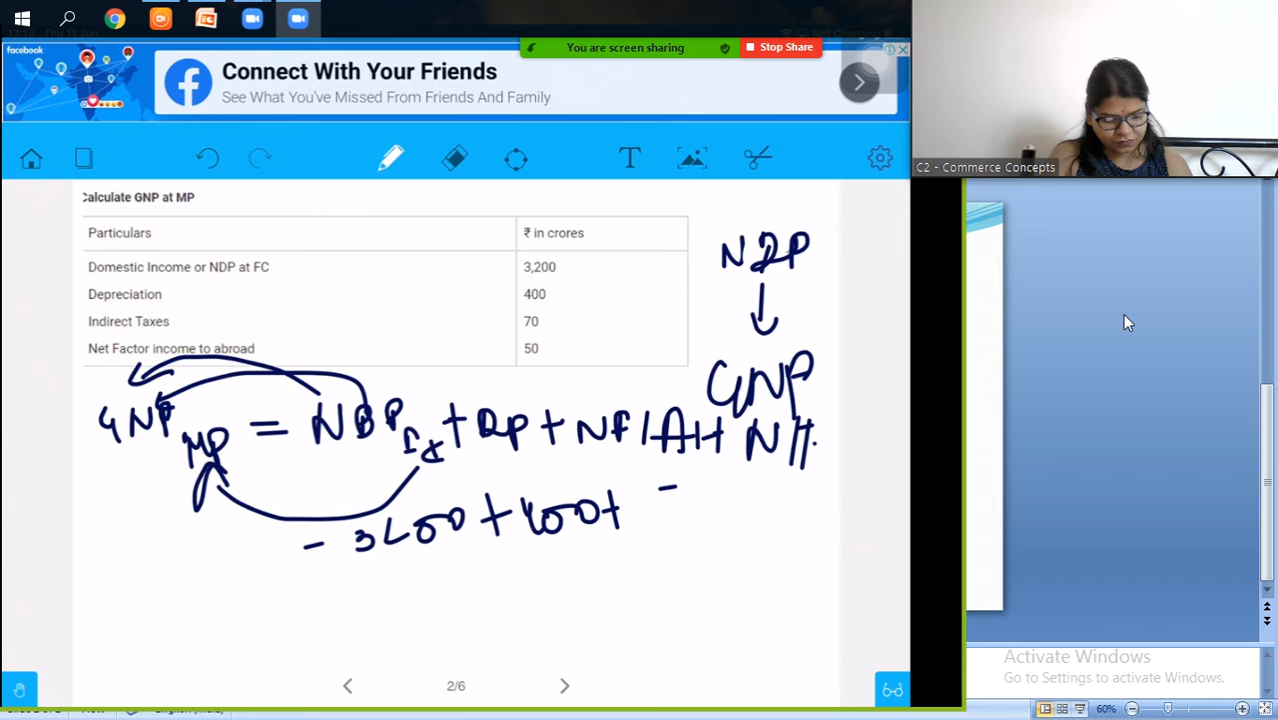 You are screen sharing
Stop Share
facebook
Connect With Your Friends
See What You've Missed From Friends And Family
C2 - Commerce Concepts
Calculate GNP at MP
Particulars ₹ in crores
Domestic Income or NDP at FC 3,200
Depreciation 400
Indirect Taxes 70
Net Factor income to abroad 50
NDP
↓
GNP
GNP MP = NDP FC + Dp + NFIA + NIT
- 3200 + 400 + -
2/6
Activate Windows
Go to Settings to activate Windows.
60%